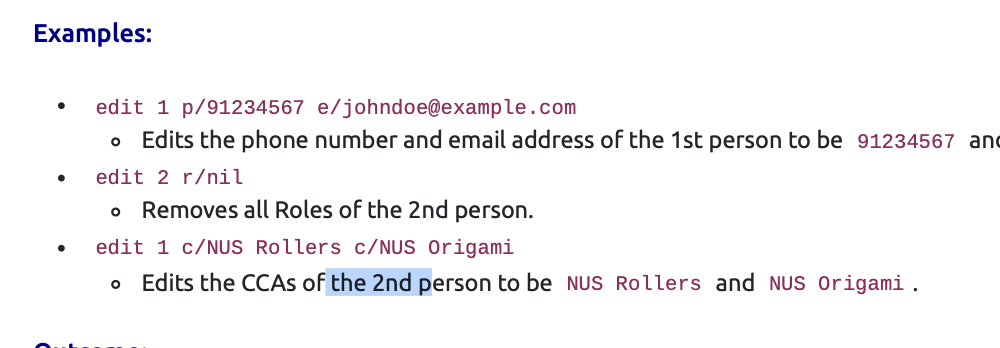 Examples:
edit 1 p/91234567 e/johndoe@example.com
Edits the phone number and email address of the 1st person to be 91234567
edit 2 r/nil
Removes all Roles of the 2nd person.
edit 1 c/NUS Rollers c/NUS Origami
Edits the CCAs of the 2nd person to be NUS Rollers and NUS Origami .